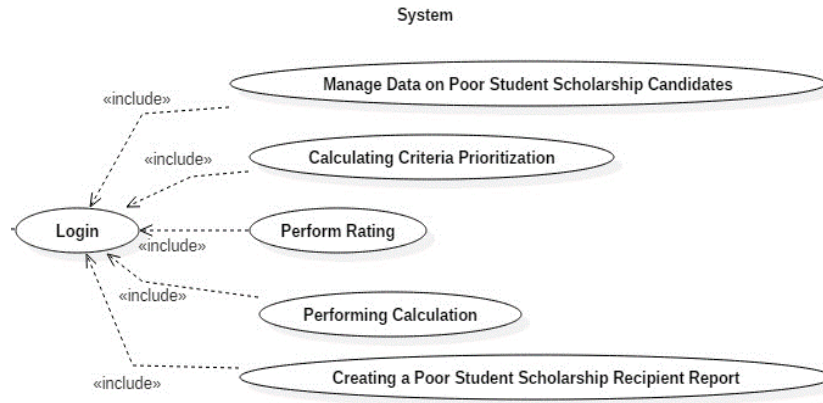 System
Manage Data on Poor Student Scholarship Candidates
«include»
«include»
Calculating Criteria Prioritization
Login
Perform Rating
«include»
«include»
Performing Calculation
Creating a Poor Student Scholarship Recipient Report
«include»